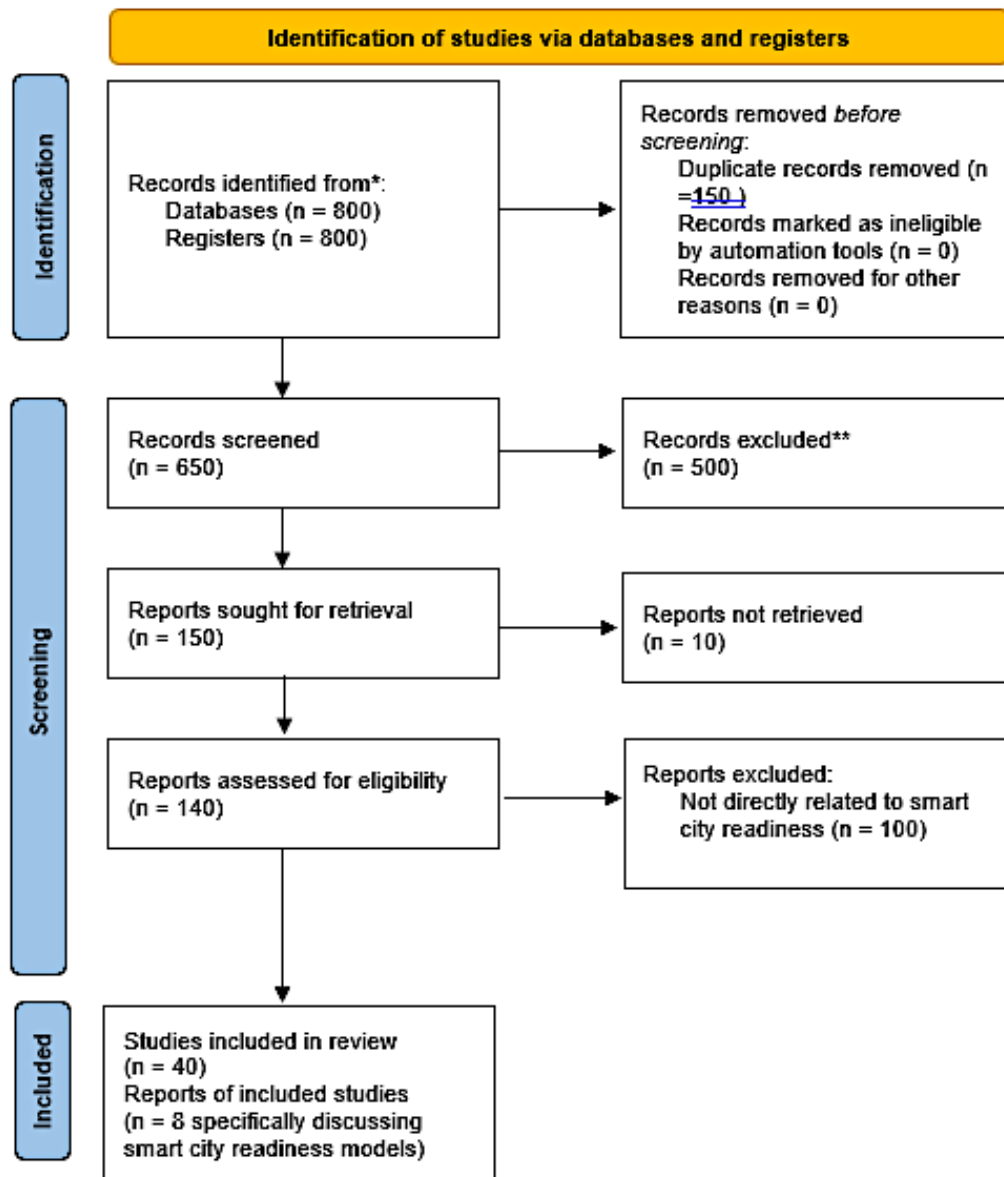 Identification of studies via databases and registers
Identification
Records identified from*:
Databases (n = 800)
Registers (n = 800)
Records removed before
screening:
Duplicate records removed (n
=150 )
Records marked as ineligible
by automation tools (n = 0)
Records removed for other
reasons (n = 0)
Screening
Records screened
(n = 650)
Records excluded**
(n = 500)
Reports sought for retrieval
(n = 150)
Reports not retrieved
(n = 10)
Reports assessed for eligibility
(n = 140)
Reports excluded:
Not directly related to smart
city readiness (n = 100)
Included
Studies included in review
(n = 40)
Reports of included studies
(n = 8 specifically discussing
smart city readiness models)